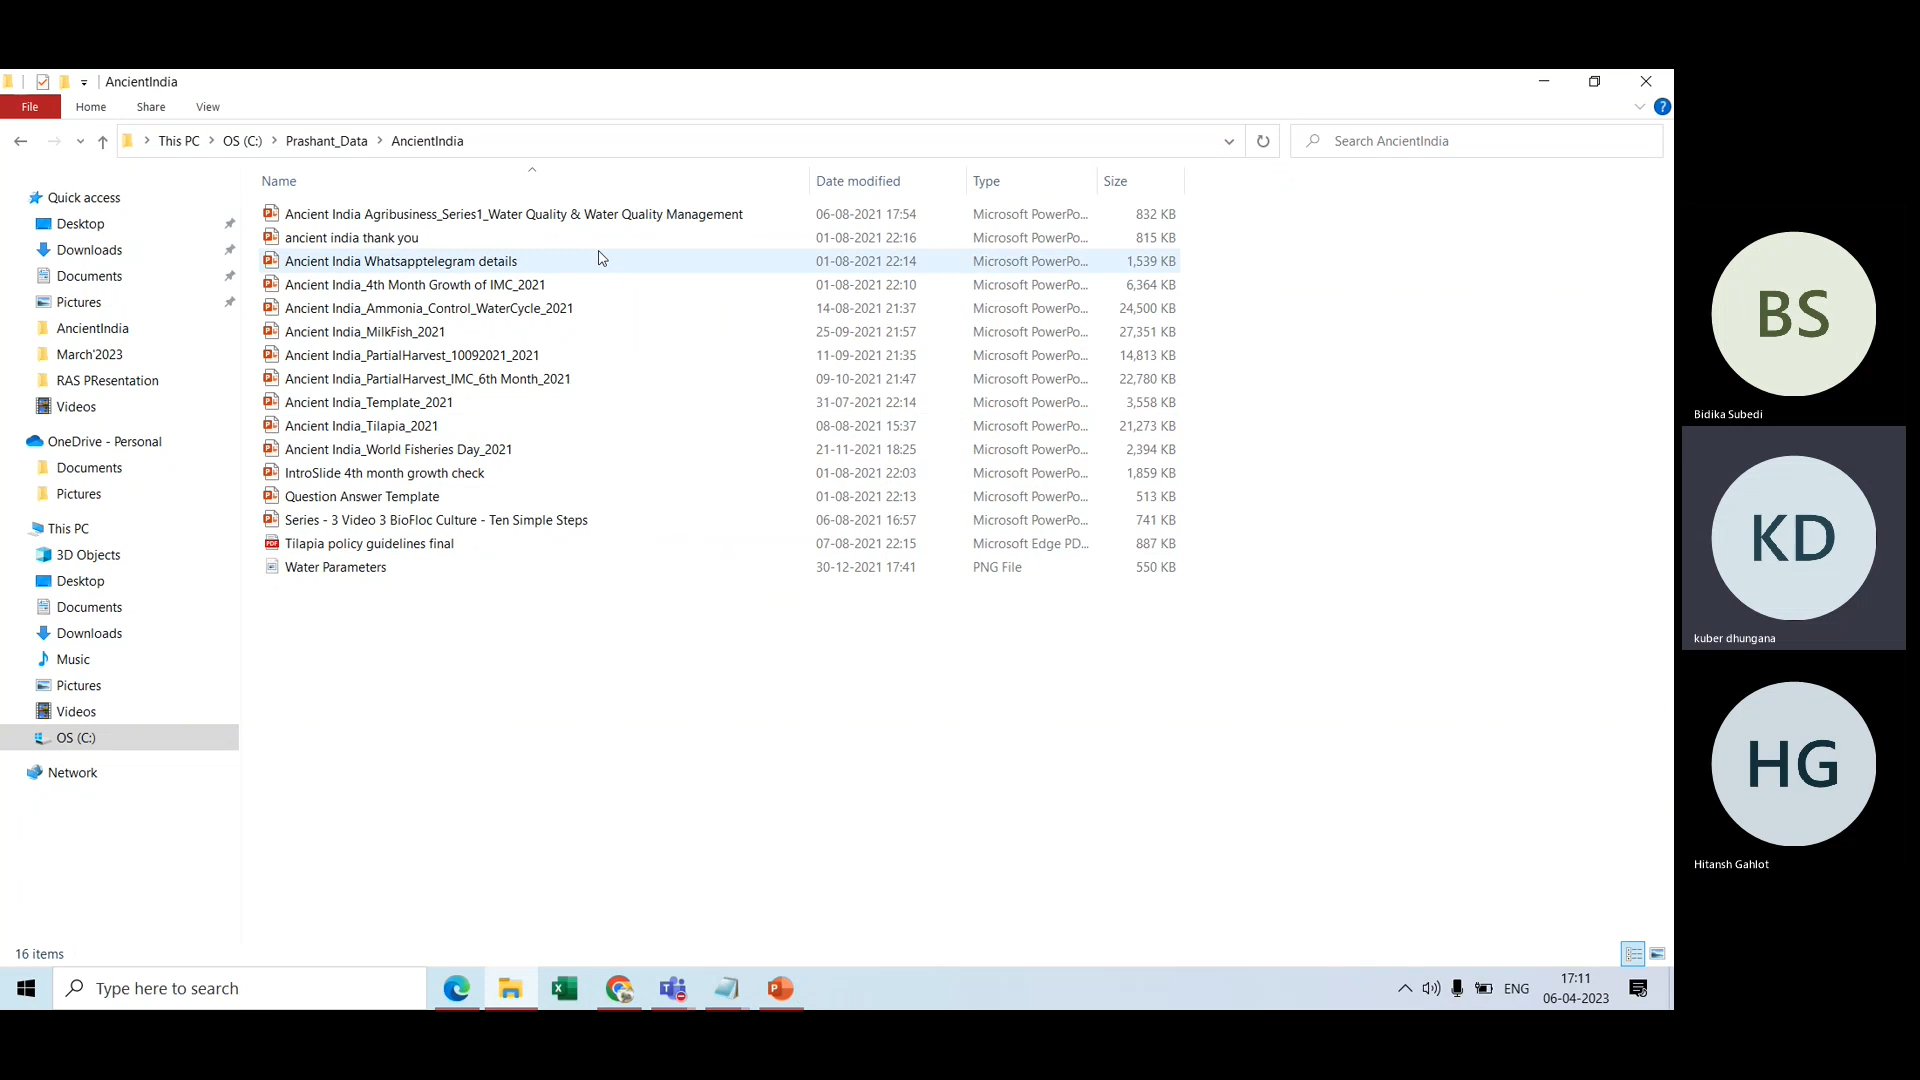 AncientIndia
File Home Share View
This PC OS (C:) Prashant_Data AncientIndia Search AncientIndia
Name Date modified Type Size
Quick access
Desktop
Downloads
Documents
Pictures
AncientIndia
March'2023
RAS PResentation
Videos
OneDrive - Personal
Documents
Pictures
This PC
3D Objects
Desktop
Documents
Downloads
Music
Pictures
Videos
OS (C:)
Network
Ancient India Agribusiness_Series1_Water Quality & Water Quality Management 06-08-2021 17:54 Microsoft PowerPo... 832 KB
ancient india thank you 01-08-2021 22:16 Microsoft PowerPo... 815 KB
Ancient India Whatsapptelegram details 01-08-2021 22:14 Microsoft PowerPo... 1,539 KB
Ancient India_4th Month Growth of IMC_2021 01-08-2021 22:10 Microsoft PowerPo... 6,364 KB
Ancient India_Ammonia_Control_WaterCycle_2021 14-08-2021 21:37 Microsoft PowerPo... 24,500 KB
Ancient India_MilkFish_2021 25-09-2021 21:57 Microsoft PowerPo... 27,351 KB
Ancient India_PartialHarvest_10092021_2021 11-09-2021 21:35 Microsoft PowerPo... 14,813 KB
Ancient India_PartialHarvest_IMC_6th Month_2021 09-10-2021 21:47 Microsoft PowerPo... 22,780 KB
Ancient India_Template_2021 31-07-2021 22:14 Microsoft PowerPo... 3,558 KB
Ancient India_Tilapia_2021 08-08-2021 15:37 Microsoft PowerPo... 21,273 KB
Ancient India_World Fisheries Day_2021 21-11-2021 18:25 Microsoft PowerPo... 2,394 KB
IntroSlide 4th month growth check 01-08-2021 22:03 Microsoft PowerPo... 1,859 KB
Question Answer Template 01-08-2021 22:13 Microsoft PowerPo... 513 KB
Series - 3 Video 3 BioFloc Culture - Ten Simple Steps 06-08-2021 16:57 Microsoft PowerPo... 741 KB
Tilapia policy guidelines final 07-08-2021 22:15 Microsoft Edge PD... 887 KB
Water Parameters 30-12-2021 17:41 PNG File 550 KB
16 items
Type here to search
ENG
17:11
06-04-2023
BS
Bidika Subedi
KD
kuber dhungana
HG
Hitansh Gahlot